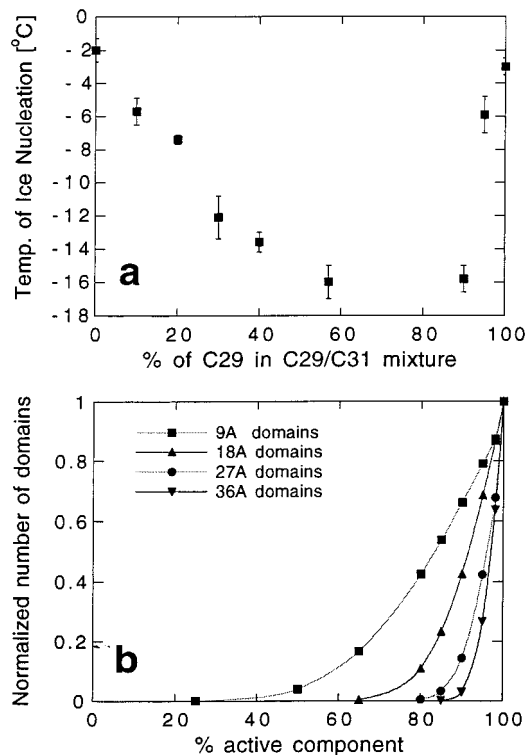 0
-2
-4
-6
-8
-10
-12
-14
-16
-18
Temp. of Ice Nucleation [°C]
a
0 20 40 60 80 100
% of C29 in C29/C31 mixture
1
0.8
0.6
0.4
0.2
0
Normalized number of domains
9A domains
18A domains
27A domains
36A domains
b
0 20 40 60 80 100
% active component